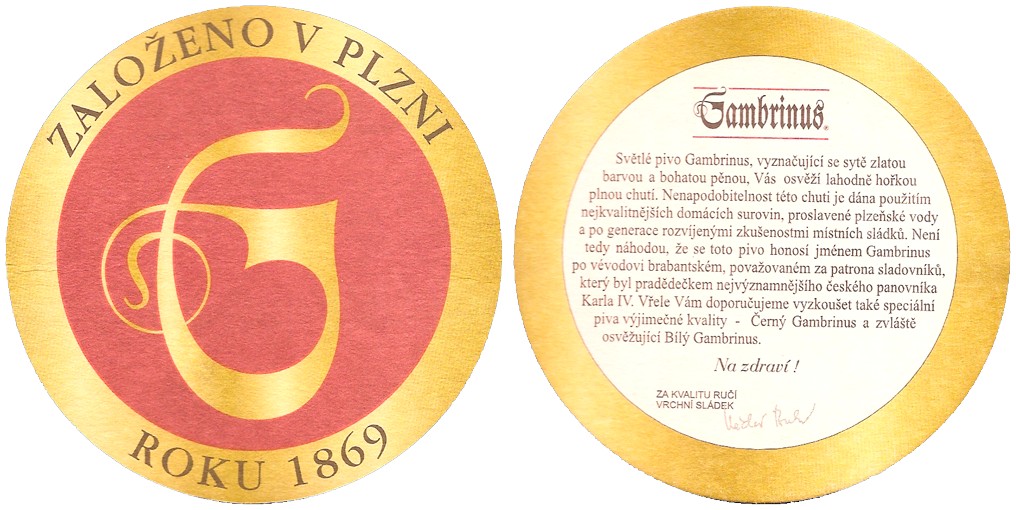 ZALOŽENO V PLZNI
ROKU 1869
Gambrinus®
Světlé pivo Gambrinus, vyznačující se sytě zlatou
barvou a bohatou pěnou, Vás osvěží lahodně hořkou
plnou chutí. Nenapodobitelnost této chuti je dána použitím
nejkvalitnějších domácích surovin, proslavené plzeňské vody
a po generace rozvíjenými zkušenostmi místních sládků. Není
tedy náhodou, že se toto pivo honosí jménem Gambrinus
po vévodovi brabantském, považovaném za patrona sladovníků,
který byl pradědečkem nejvýznamnějšího českého panovníka
Karla IV. Vřele Vám doporučujeme vyzkoušet také speciální
piva výjimečné kvality - Černý Gambrinus a zvláště
osvěžující Bílý Gambrinus.
Na zdraví !
ZA KVALITU RUČÍ
VRCHNÍ SLÁDEK